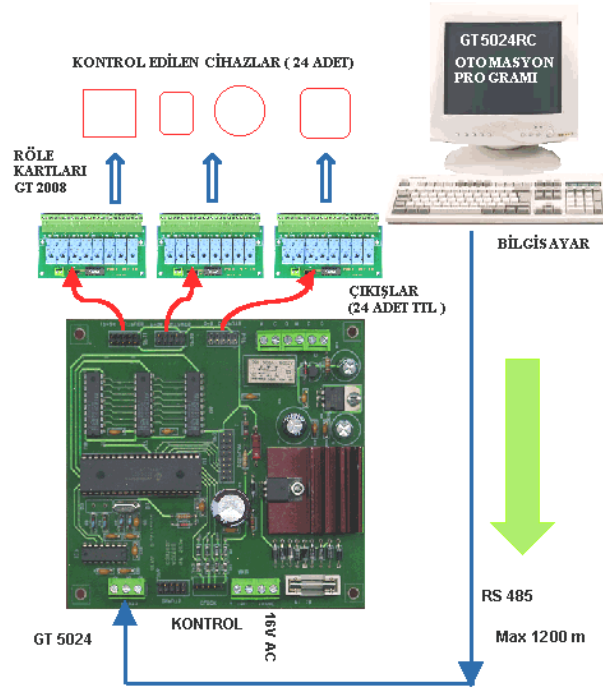 GT5024RC
OTOMASYON
PROGRAMI
KONTROL EDİLEN CİHAZLAR ( 24 ADET)
RÖLE
KARTLARI
GT 2008
BİLGİSAYAR
ÇIKIŞLAR
(24 ADET TTL )
RS 485
Max 1200 m
GT 5024
KONTROL
16V AC